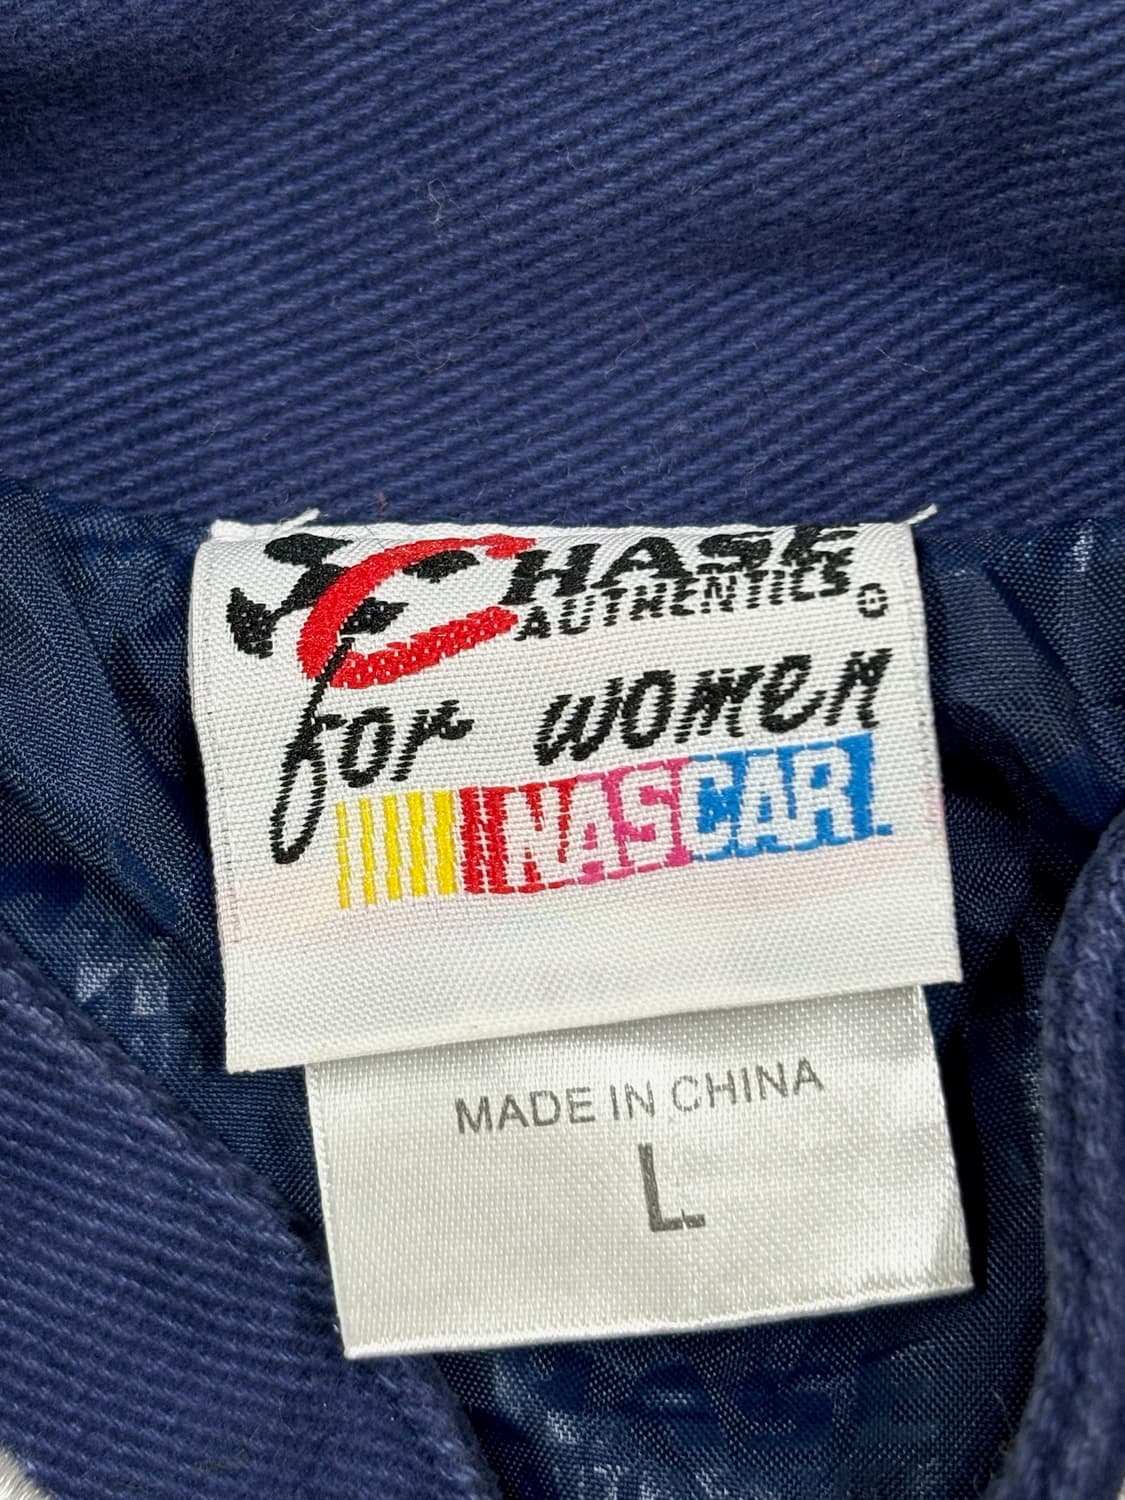 CHASE
AUTHENTICS®
for women
NASCAR.
MADE IN CHINA
L